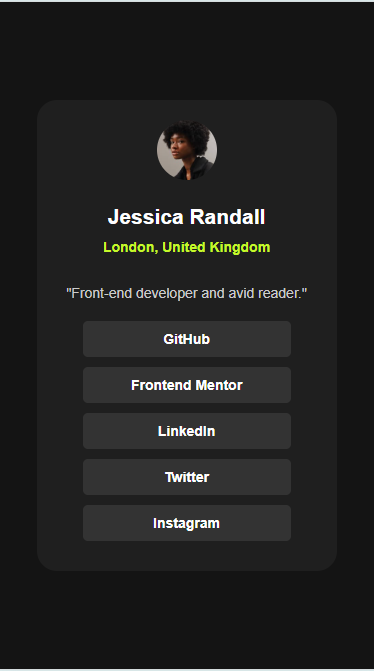 Jessica Randall
London, United Kingdom
"Front-end developer and avid reader."
GitHub
Frontend Mentor
LinkedIn
Twitter
Instagram